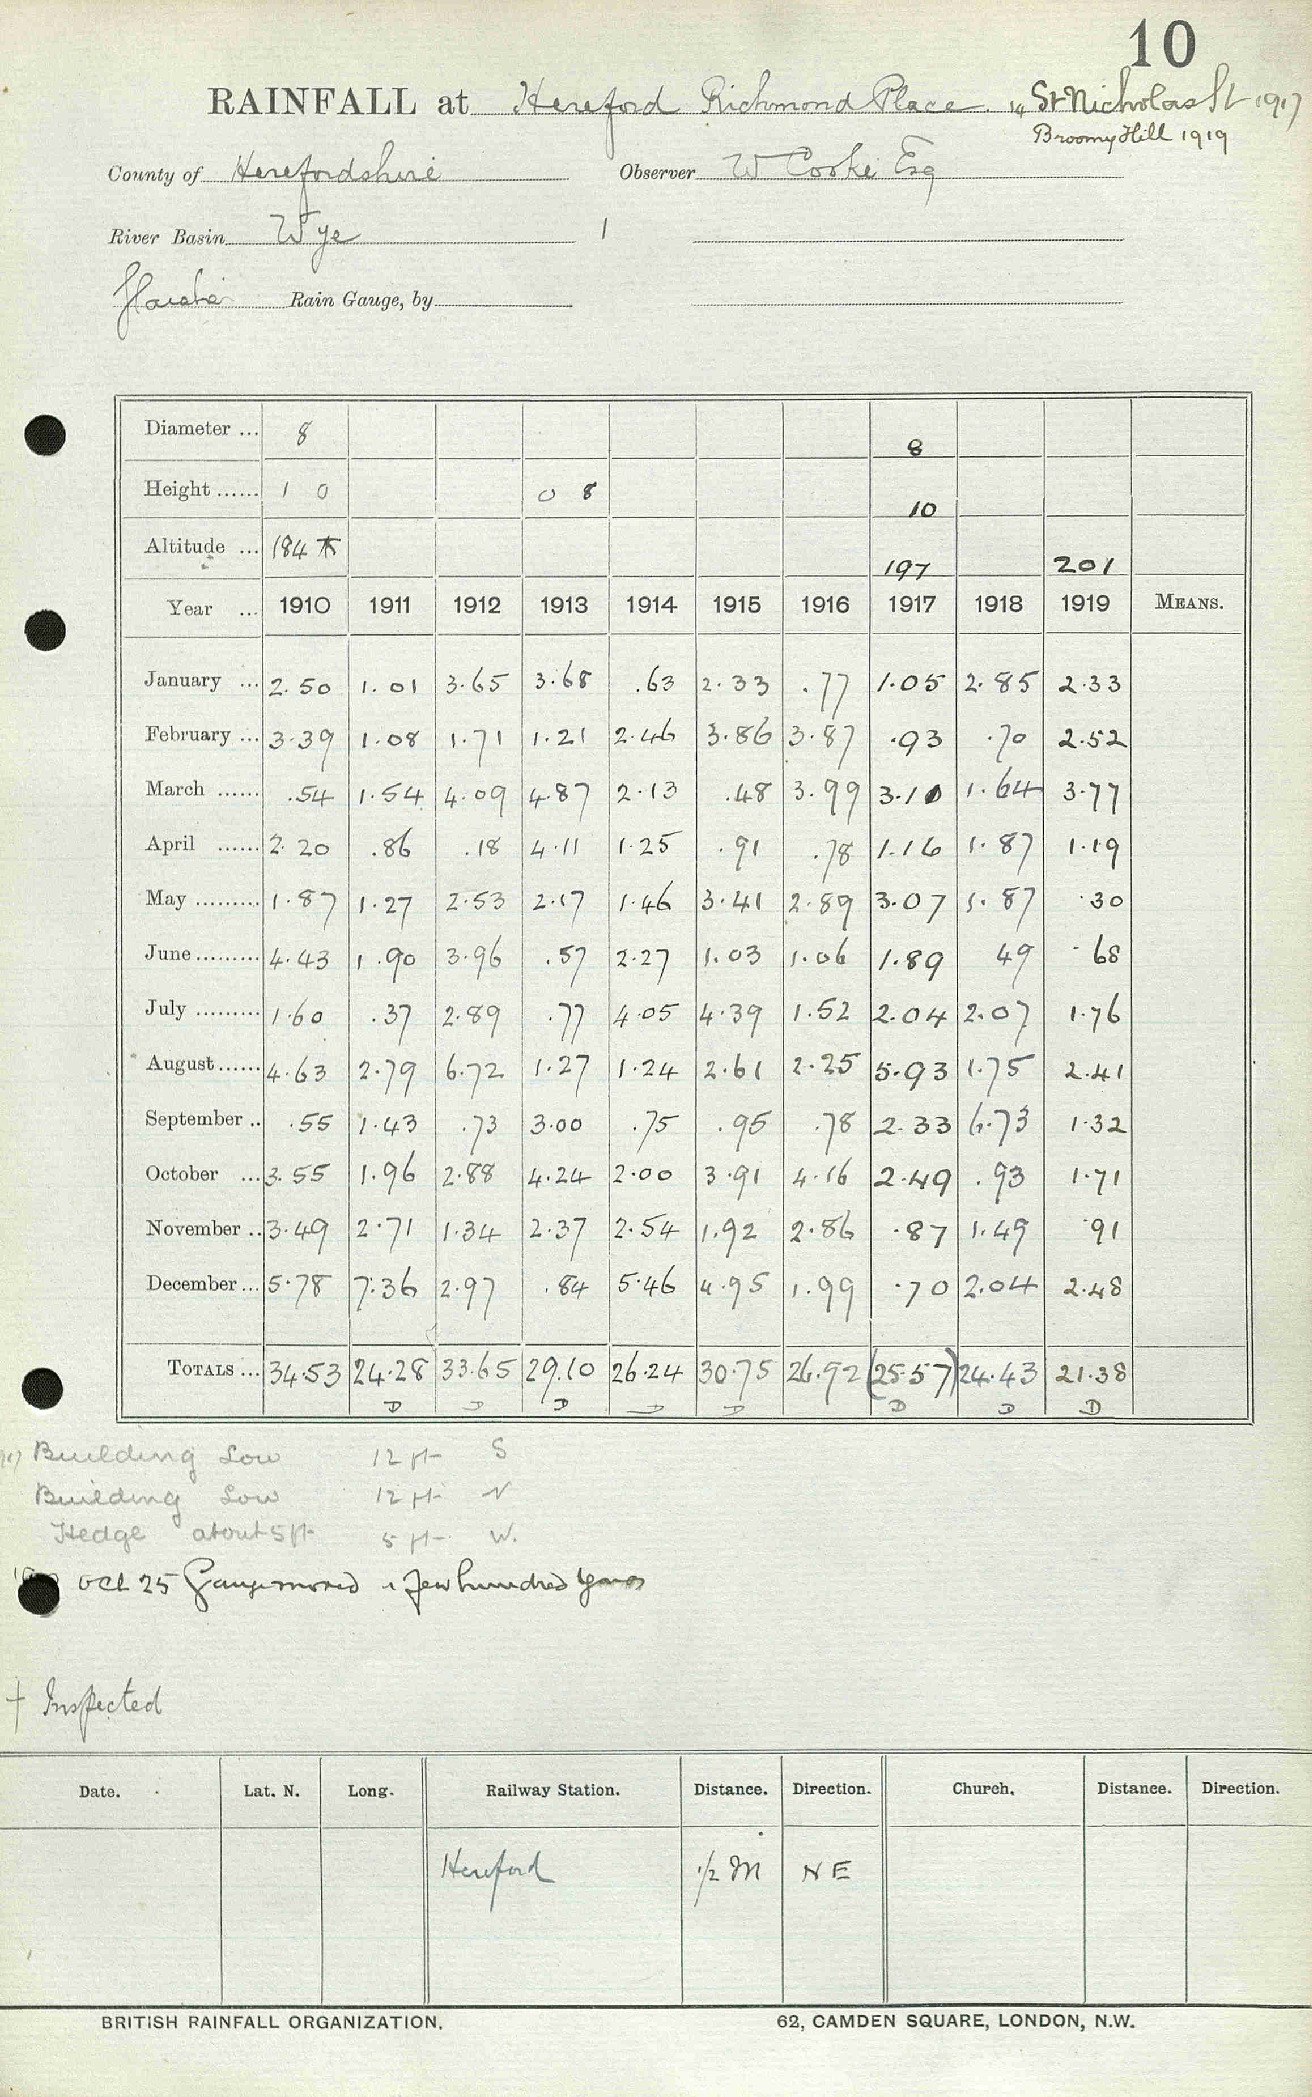 10
RAINFALL at Hereford Richmond Place. 14 St Nicholas St 1917
Broomy Hill 1919
County of Herefordshire Observer W Cooke Esq
River Basin Wye 1
Rain Gauge, by
Diameter ... 8 8
Height ...... 1 0 0 8 10
Altitude ... 184 197 201
Year ... 1910 1911 1912 1913 1914 1915 1916 1917 1918 1919 MEANS.
January ... 2.50 1.01 3.65 3.68 .63 2.33 .77 1.05 2.85 2.33
February ... 3.39 1.08 1.71 1.21 2.46 3.86 3.87 .93 .70 2.52
March ...... .54 1.54 4.09 4.87 2.13 .48 3.99 3.10 1.64 3.77
April ...... 2.20 .86 .18 4.11 1.25 .91 .78 1.16 1.87 1.19
May ......... 1.87 1.27 2.53 2.17 1.46 3.41 2.89 3.07 1.87 .30
June ......... 4.43 1.90 3.96 .57 2.27 1.03 1.06 1.89 49 .68
July ......... 1.60 .37 2.89 .77 4.05 4.39 1.52 2.04 2.07 1.76
August ...... 4.63 2.79 6.72 1.27 1.24 2.61 2.25 5.93 1.75 2.41
September .. .55 1.43 .73 3.00 .75 .95 .78 2.33 6.73 1.32
October ... 3.55 1.96 2.88 4.24 2.00 3.91 4.16 2.49 .93 1.71
November .. 3.49 2.71 1.34 2.37 2.54 1.92 2.86 .87 1.49 .91
December ... 5.78 7.36 2.97 .84 5.46 4.95 1.99 .70 2.04 2.48
TOTALS ... 34.53 24.28 33.65 29.10 26.24 30.75 26.92 (25.57) 24.43 21.38
D D D D D D D
Building Low 12 ft S
Building Low 12 ft N
Hedge about 5 ft 5 ft W.
Oct 25 Gauge moved a few hundred yards
† Inspected
Date. Lat. N. Long. Railway Station. Distance. Direction. Church. Distance. Direction.
Hereford 1/2 M NE
BRITISH RAINFALL ORGANIZATION. 62, CAMDEN SQUARE, LONDON, N.W.